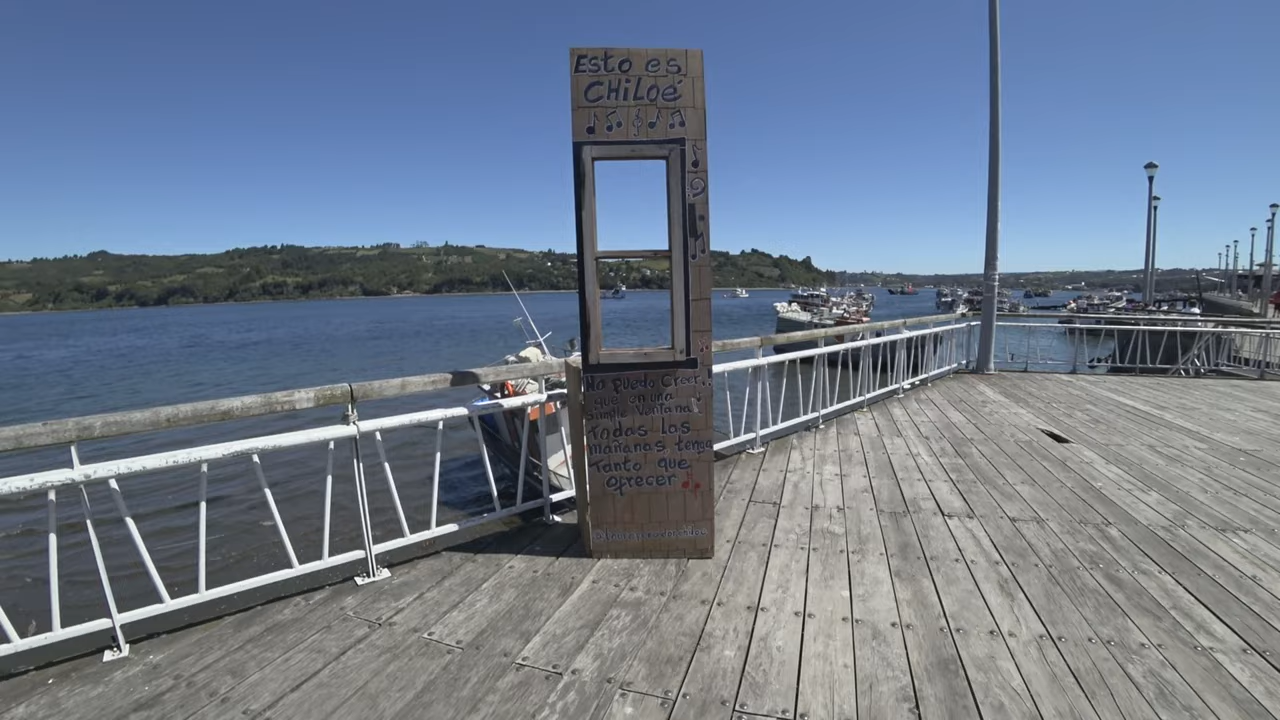 Esto es
CHiLoé
No Puedo Creer..
que en una
Simple Ventana
Todas las
mañanas tenga
Tanto que
ofrecer